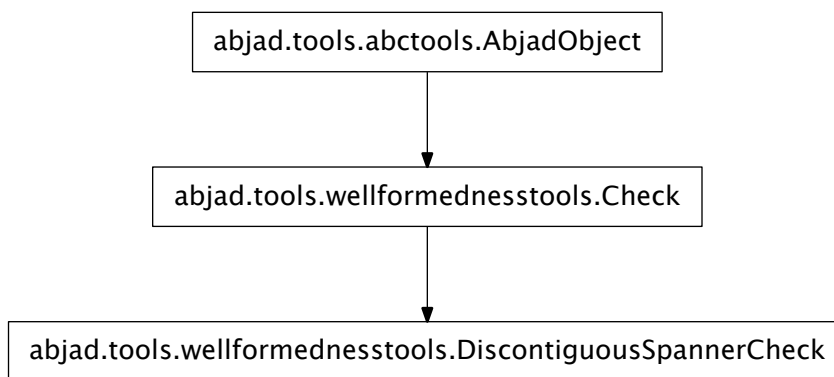 abjad.tools.abctools.AbjadObject
abjad.tools.wellformednesstools.Check
abjad.tools.wellformednesstools.DiscontiguousSpannerCheck